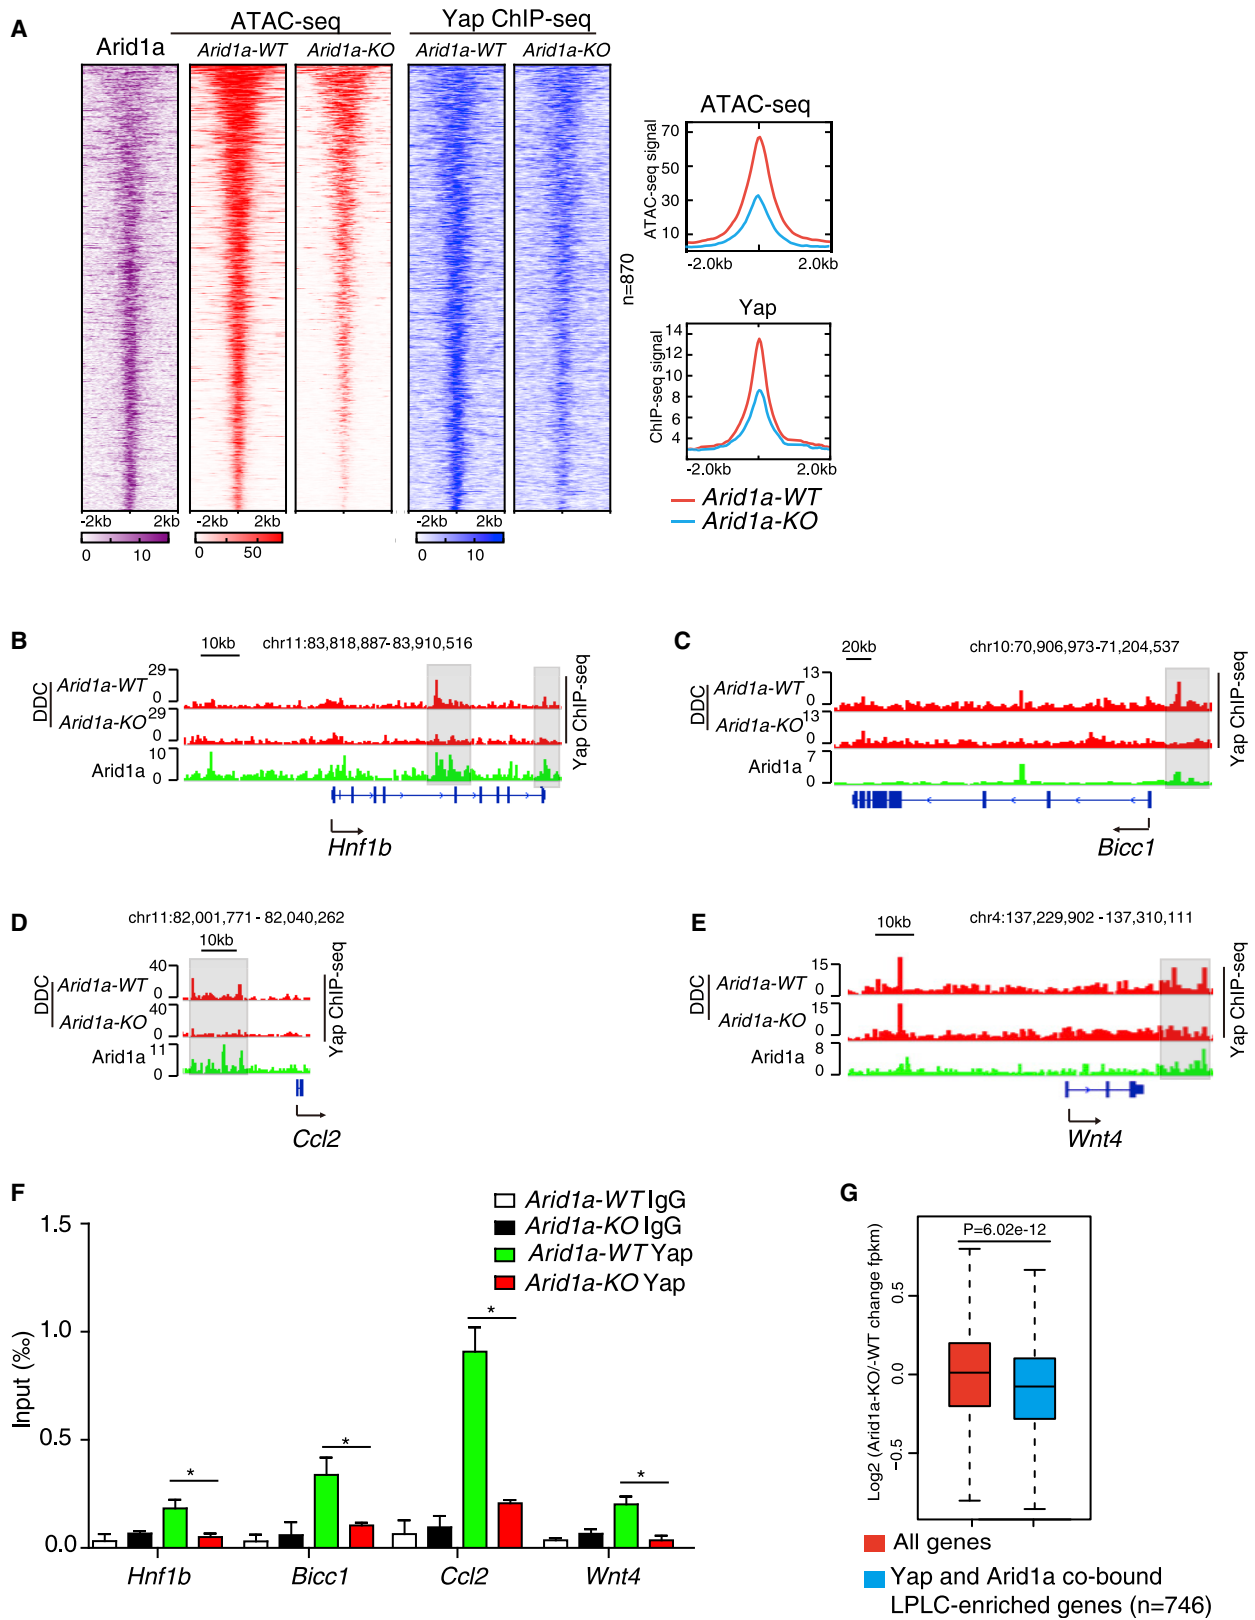 A
ATAC-seq
Yap ChIP-seq
Arid1a
Arid1a-WT
Arid1a-KO
Arid1a-WT
Arid1a-KO
-2kb 2kb
-2kb 2kb
-2kb 2kb
0 10
0 50
0 10
n=870
ATAC-seq
ATAC-seq signal
70
50
30
10
-2.0kb 2.0kb
Yap
ChIP-seq signal
14
12
10
8
6
4
-2.0kb 2.0kb
Arid1a-WT
Arid1a-KO
B
10kb
chr11:83,818,887-83,910,516
DDC
Arid1a-WT
29
0
Arid1a-KO
29
0
Arid1a
10
0
Yap ChIP-seq
Hnf1b
C
20kb
chr10:70,906,973-71,204,537
DDC
Arid1a-WT
13
0
Arid1a-KO
13
0
Arid1a
7
0
Yap ChIP-seq
Bicc1
D
chr11:82,001,771 - 82,040,262
10kb
DDC
Arid1a-WT
40
0
Arid1a-KO
40
0
Arid1a
11
0
Yap ChIP-seq
Ccl2
E
10kb
chr4:137,229,902 -137,310,111
DDC
Arid1a-WT
15
0
Arid1a-KO
15
0
Arid1a
8
0
Yap ChIP-seq
Wnt4
F
Arid1a-WT IgG
Arid1a-KO IgG
Arid1a-WT Yap
Arid1a-KO Yap
Input (‰)
1.5
1.0
0.5
0.0
*
*
*
*
Hnf1b
Bicc1
Ccl2
Wnt4
G
P=6.02e-12
Log2 (Arid1a-KO/-WT change fpkm)
0.5
0.0
−0.5
All genes
Yap and Arid1a co-bound
LPLC-enriched genes (n=746)